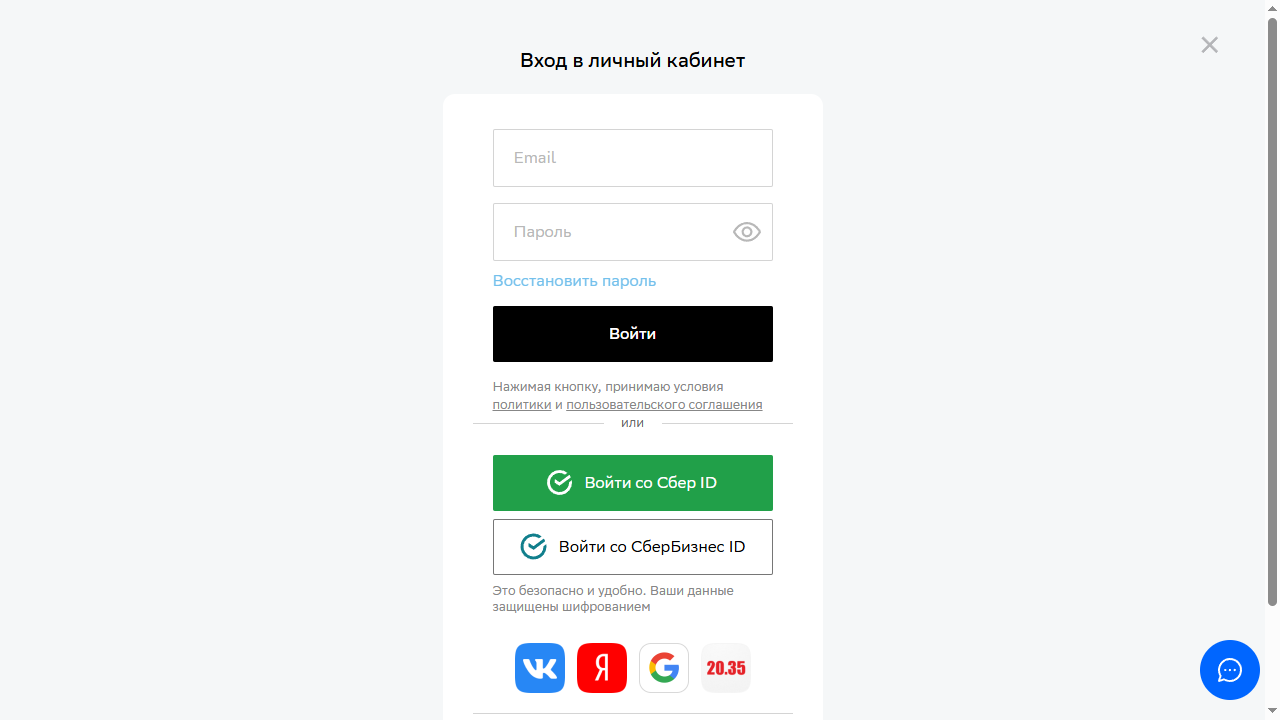 Вход в личный кабинет
Email
Пароль
Восстановить пароль
Войти
Нажимая кнопку, принимаю условия
политики и пользовательского соглашения
или
Войти со Сбер ID
Войти со СберБизнес ID
Это безопасно и удобно. Ваши данные
защищены шифрованием
Я
20.35